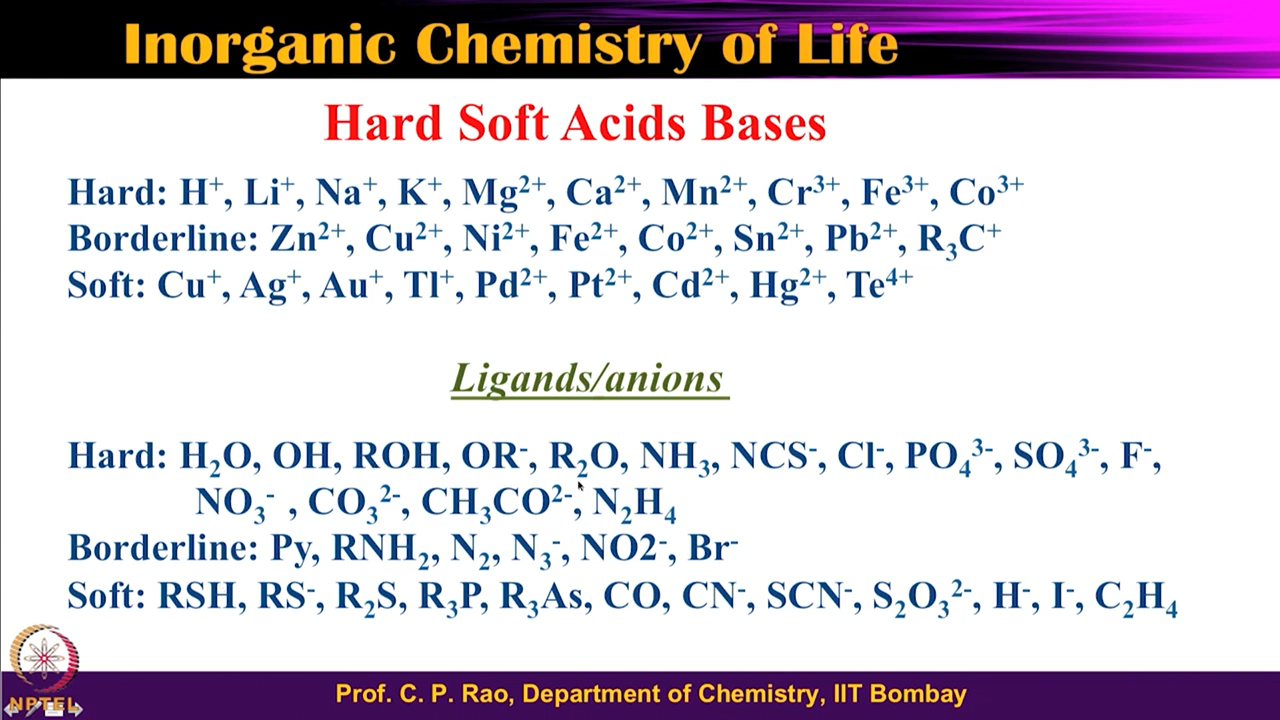 Inorganic Chemistry of Life
Hard Soft Acids Bases
Hard: H⁺, Li⁺, Na⁺, K⁺, Mg²⁺, Ca²⁺, Mn²⁺, Cr³⁺, Fe³⁺, Co³⁺
Borderline: Zn²⁺, Cu²⁺, Ni²⁺, Fe²⁺, Co²⁺, Sn²⁺, Pb²⁺, R₃C⁺
Soft: Cu⁺, Ag⁺, Au⁺, Tl⁺, Pd²⁺, Pt²⁺, Cd²⁺, Hg²⁺, Te⁴⁺
Ligands/anions
Hard: H₂O, OH, ROH, OR⁻, R₂O, NH₃, NCS⁻, Cl⁻, PO₄³⁻, SO₄³⁻, F⁻,
NO₃⁻ , CO₃²⁻, CH₃CO²⁻, N₂H₄
Borderline: Py, RNH₂, N₂, N₃⁻, NO2⁻, Br⁻
Soft: RSH, RS⁻, R₂S, R₃P, R₃As, CO, CN⁻, SCN⁻, S₂O₃²⁻, H⁻, I⁻, C₂H₄
NPTEL
Prof. C. P. Rao, Department of Chemistry, IIT Bombay